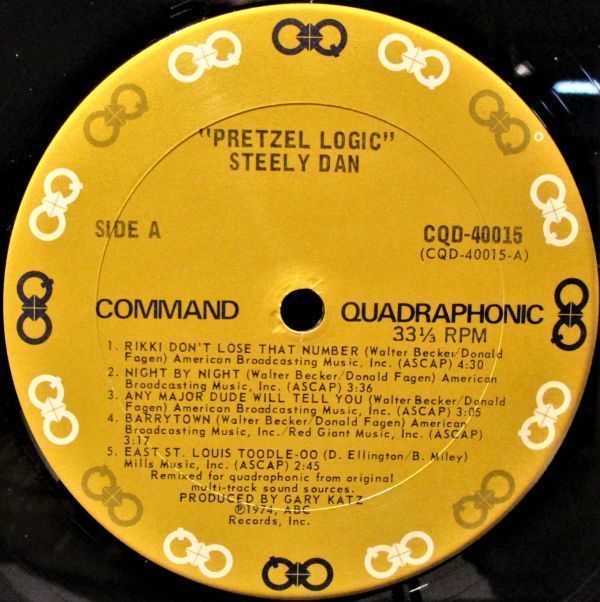 "PRETZEL LOGIC"
STEELY DAN
SIDE A
CQD-40015
(CQD-40015-A)
COMMAND QUADRAPHONIC
33⅓ RPM
1. RIKKI DON'T LOSE THAT NUMBER (Walter Becker/Donald
Fagen) American Broadcasting Music, Inc. (ASCAP) 4:30
2. NIGHT BY NIGHT (Walter Becker/Donald Fagen) American
Broadcasting Music, Inc. (ASCAP) 3:36
3. ANY MAJOR DUDE WILL TELL YOU (Walter Becker/Donald
Fagen) American Broadcasting Music, Inc. (ASCAP) 3:05
4. BARRYTOWN (Walter Becker/Donald Fagen) American
Broadcasting Music, Inc./Red Giant Music, Inc. (ASCAP)
3:17
5. EAST ST. LOUIS TOODLE-OO (D. Ellington/B. Miley)
Mills Music, Inc. (ASCAP) 2:45
Remixed for quadraphonic from original
multi-track sound sources.
PRODUCED BY GARY KATZ
℗1974, ABC
Records, Inc.